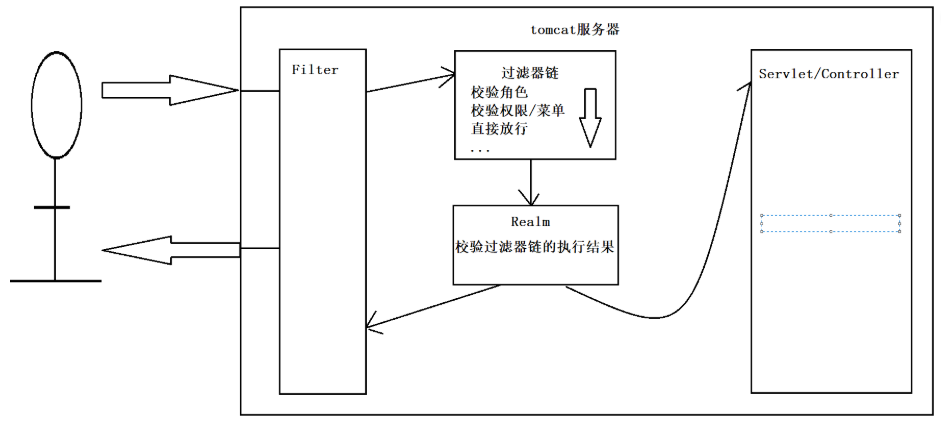 tomcat服务器
Filter
过滤器链
校验角色
校验权限/菜单
直接放行
...
Realm
校验过滤器链的执行结果
Servlet/Controller